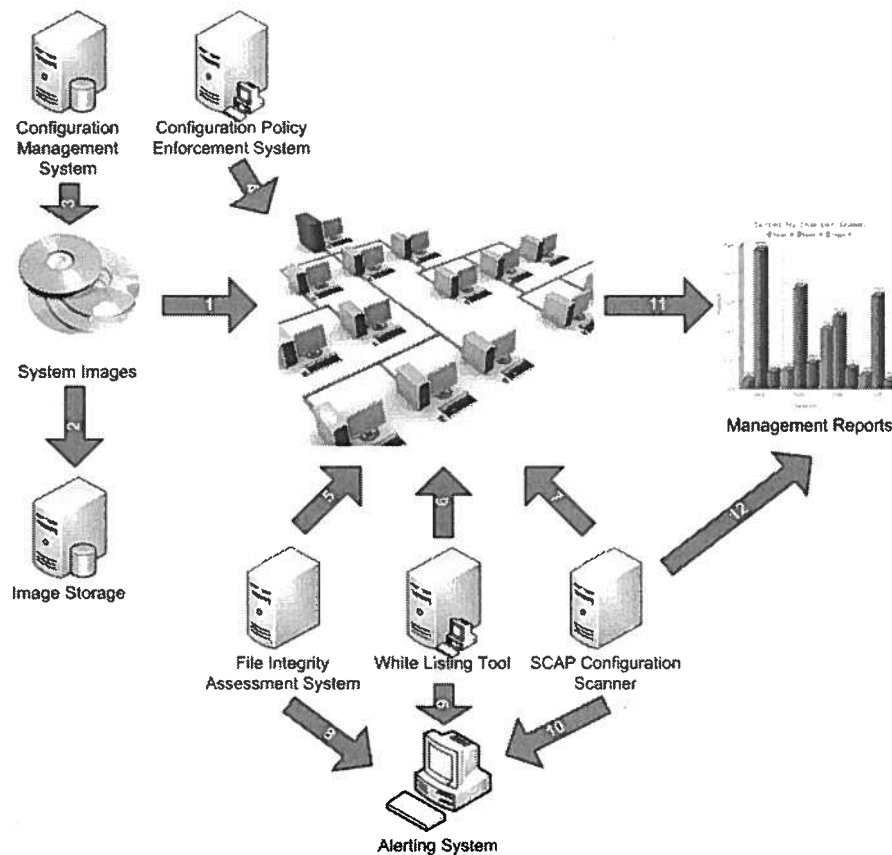 Configuration
Management
System
Configuration Policy
Enforcement System
3
4
1
11
System Images
2
Management Reports
5
6
7
12
Image Storage
File Integrity
Assessment System
White Listing Tool
SCAP Configuration
Scanner
8
9
10
Alerting System